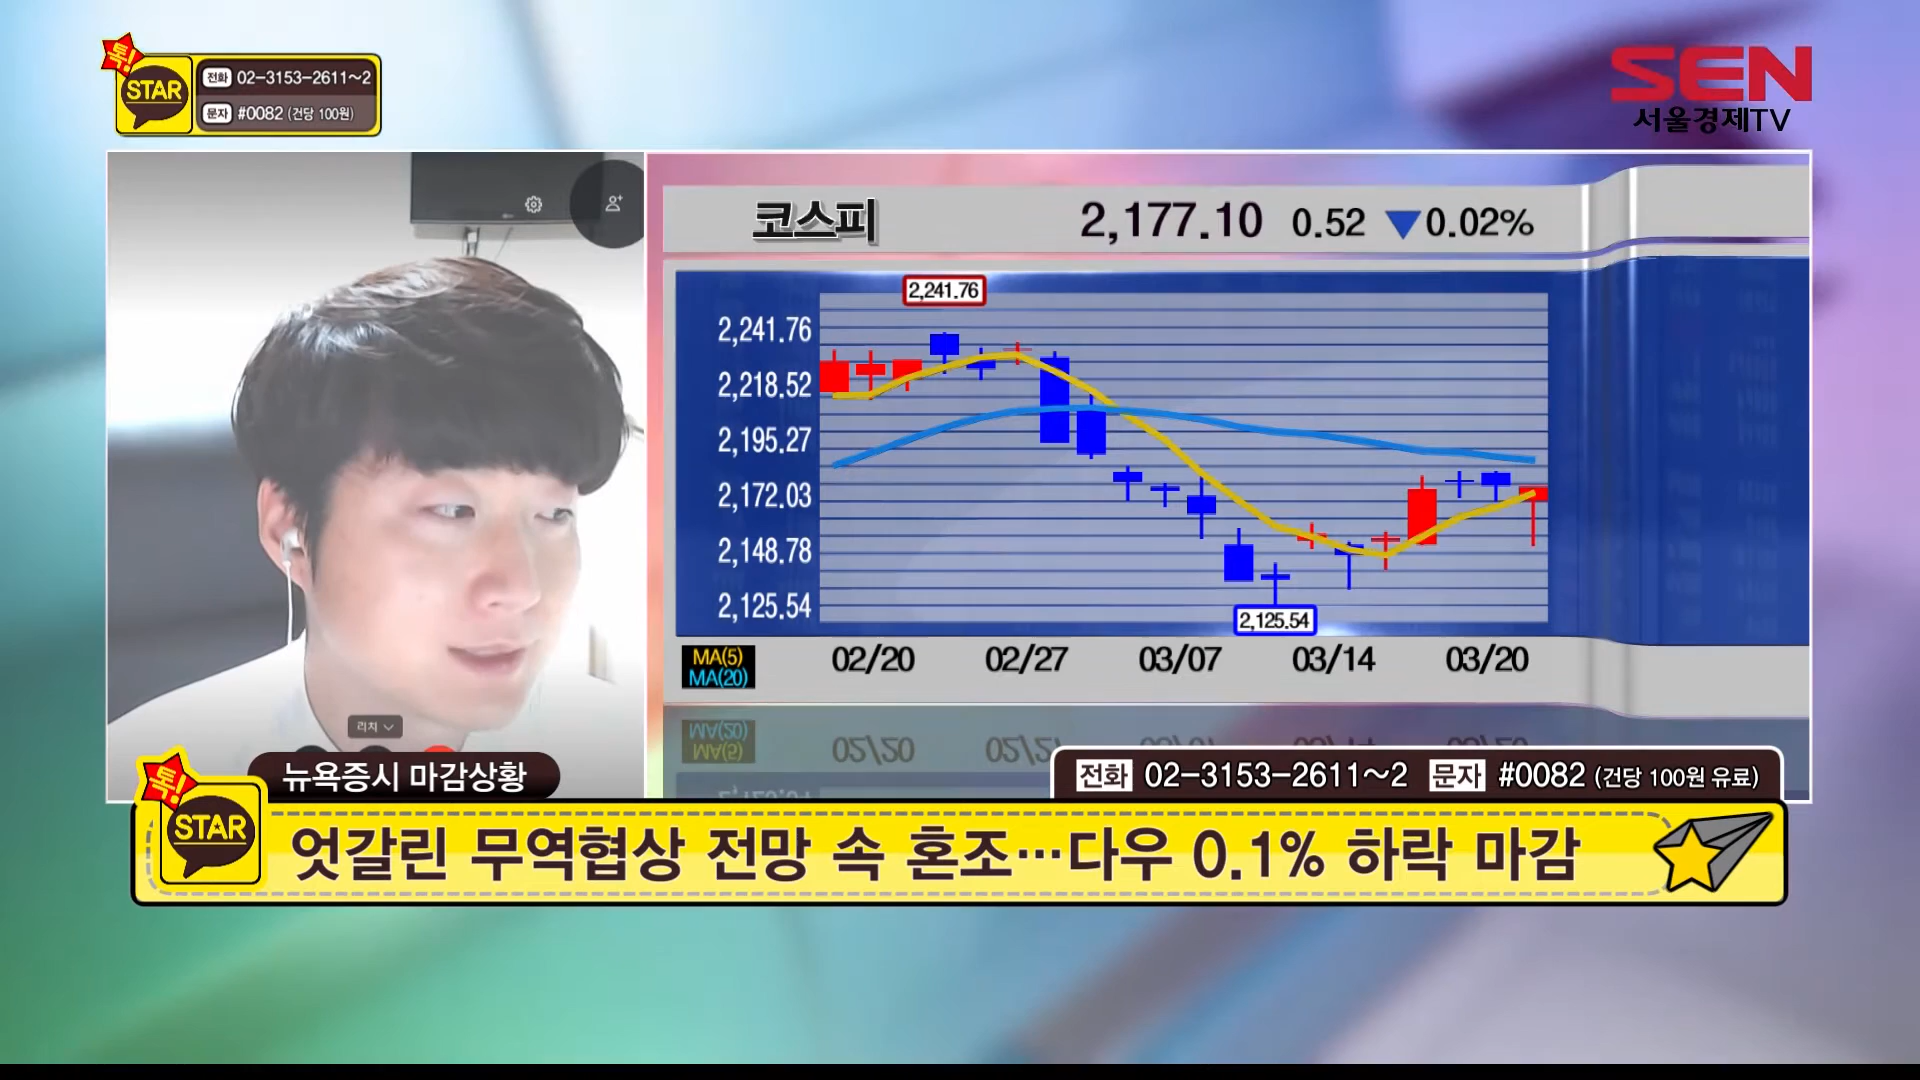 톡!
STAR
전화 02-3153-2611~2
문자 #0082 (건당 100원)
SEN
서울경제TV
코스피 2,177.10 0.52 ▼0.02%
2,241.76
2,241.76
2,218.52
2,195.27
2,172.03
2,148.78
2,125.54
2,125.54
MA(5)
MA(20)
02/20 02/27 03/07 03/14 03/20
리치
뉴욕증시 마감상황
전화 02-3153-2611~2 문자 #0082 (건당 100원 유료)
톡!
STAR
엇갈린 무역협상 전망 속 혼조…다우 0.1% 하락 마감